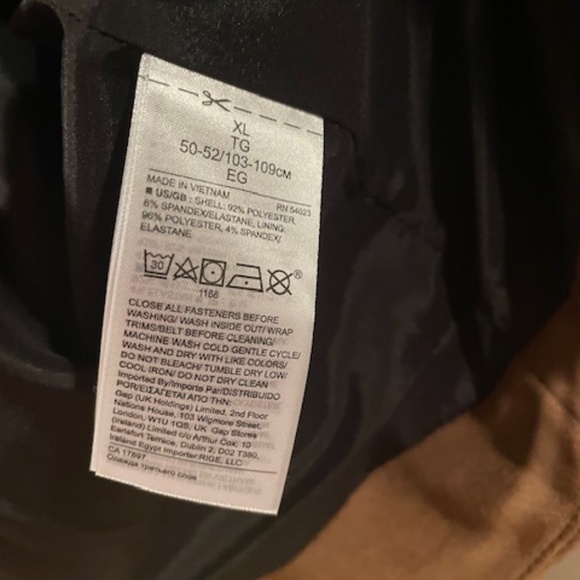 XL
TG
50-52/103-109CM
EG
MADE IN VIETNAM RN 54023
■ US/GB : SHELL: 92% POLYESTER,
8% SPANDEX/ELASTANE, LINING:
96% POLYESTER, 4% SPANDEX/
ELASTANE
30 ®
1166
CLOSE ALL FASTENERS BEFORE
WASHING/ WASH INSIDE OUT/ WRAP
TRIMS/BELT BEFORE CLEANING/
MACHINE WASH COLD GENTLE CYCLE/
WASH AND DRY WITH LIKE COLORS/
DO NOT BLEACH/ TUMBLE DRY LOW/
COOL IRON/ DO NOT DRY CLEAN
Imported By/Importe Par/DISTRIBUIDO
POR/ΕΙΣΑΓΕΤΑΙ ΑΠΟ ΤΗΝ:
Gap (UK Holdings) Limited, 2nd Floor
Nations House, 103 Wigmore Street,
London, W1U 1QS, UK Gap Stores
(Ireland) Limited c/o Arthur Cox, 10
Earlsfort Terrace, Dublin 2, D02 T380,
Ireland Egypt Importer:RIGE, LLC
CA 17897
Одежда третьего слоя